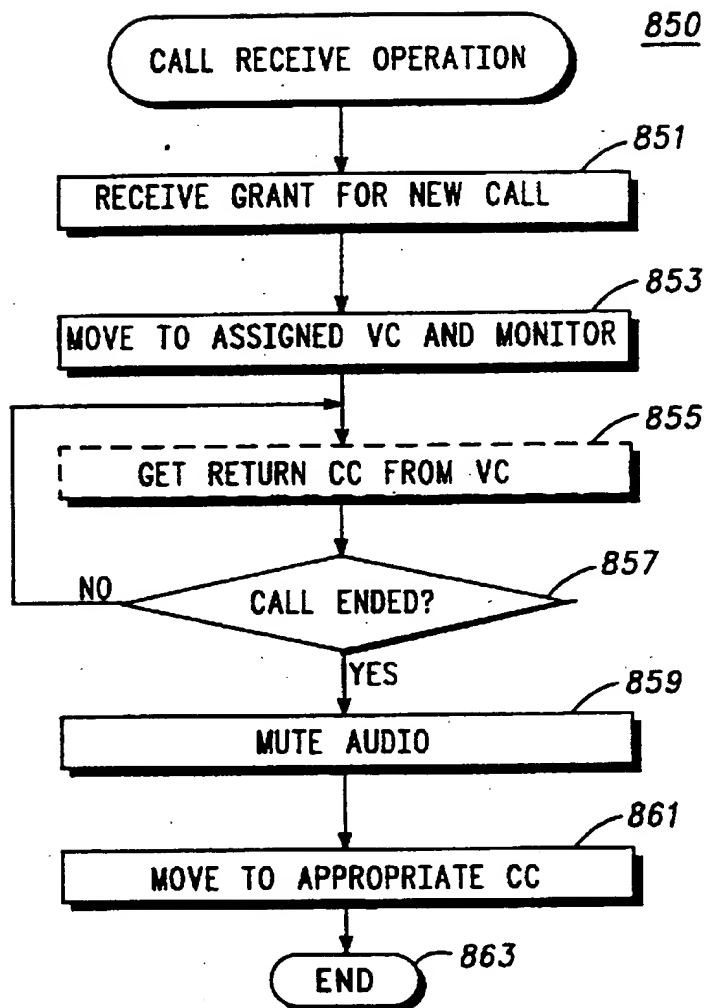 850
CALL RECEIVE OPERATION
851
RECEIVE GRANT FOR NEW CALL
853
MOVE TO ASSIGNED VC AND MONITOR
855
GET RETURN CC FROM VC
857
CALL ENDED?
NO
YES
859
MUTE AUDIO
861
MOVE TO APPROPRIATE CC
863
END